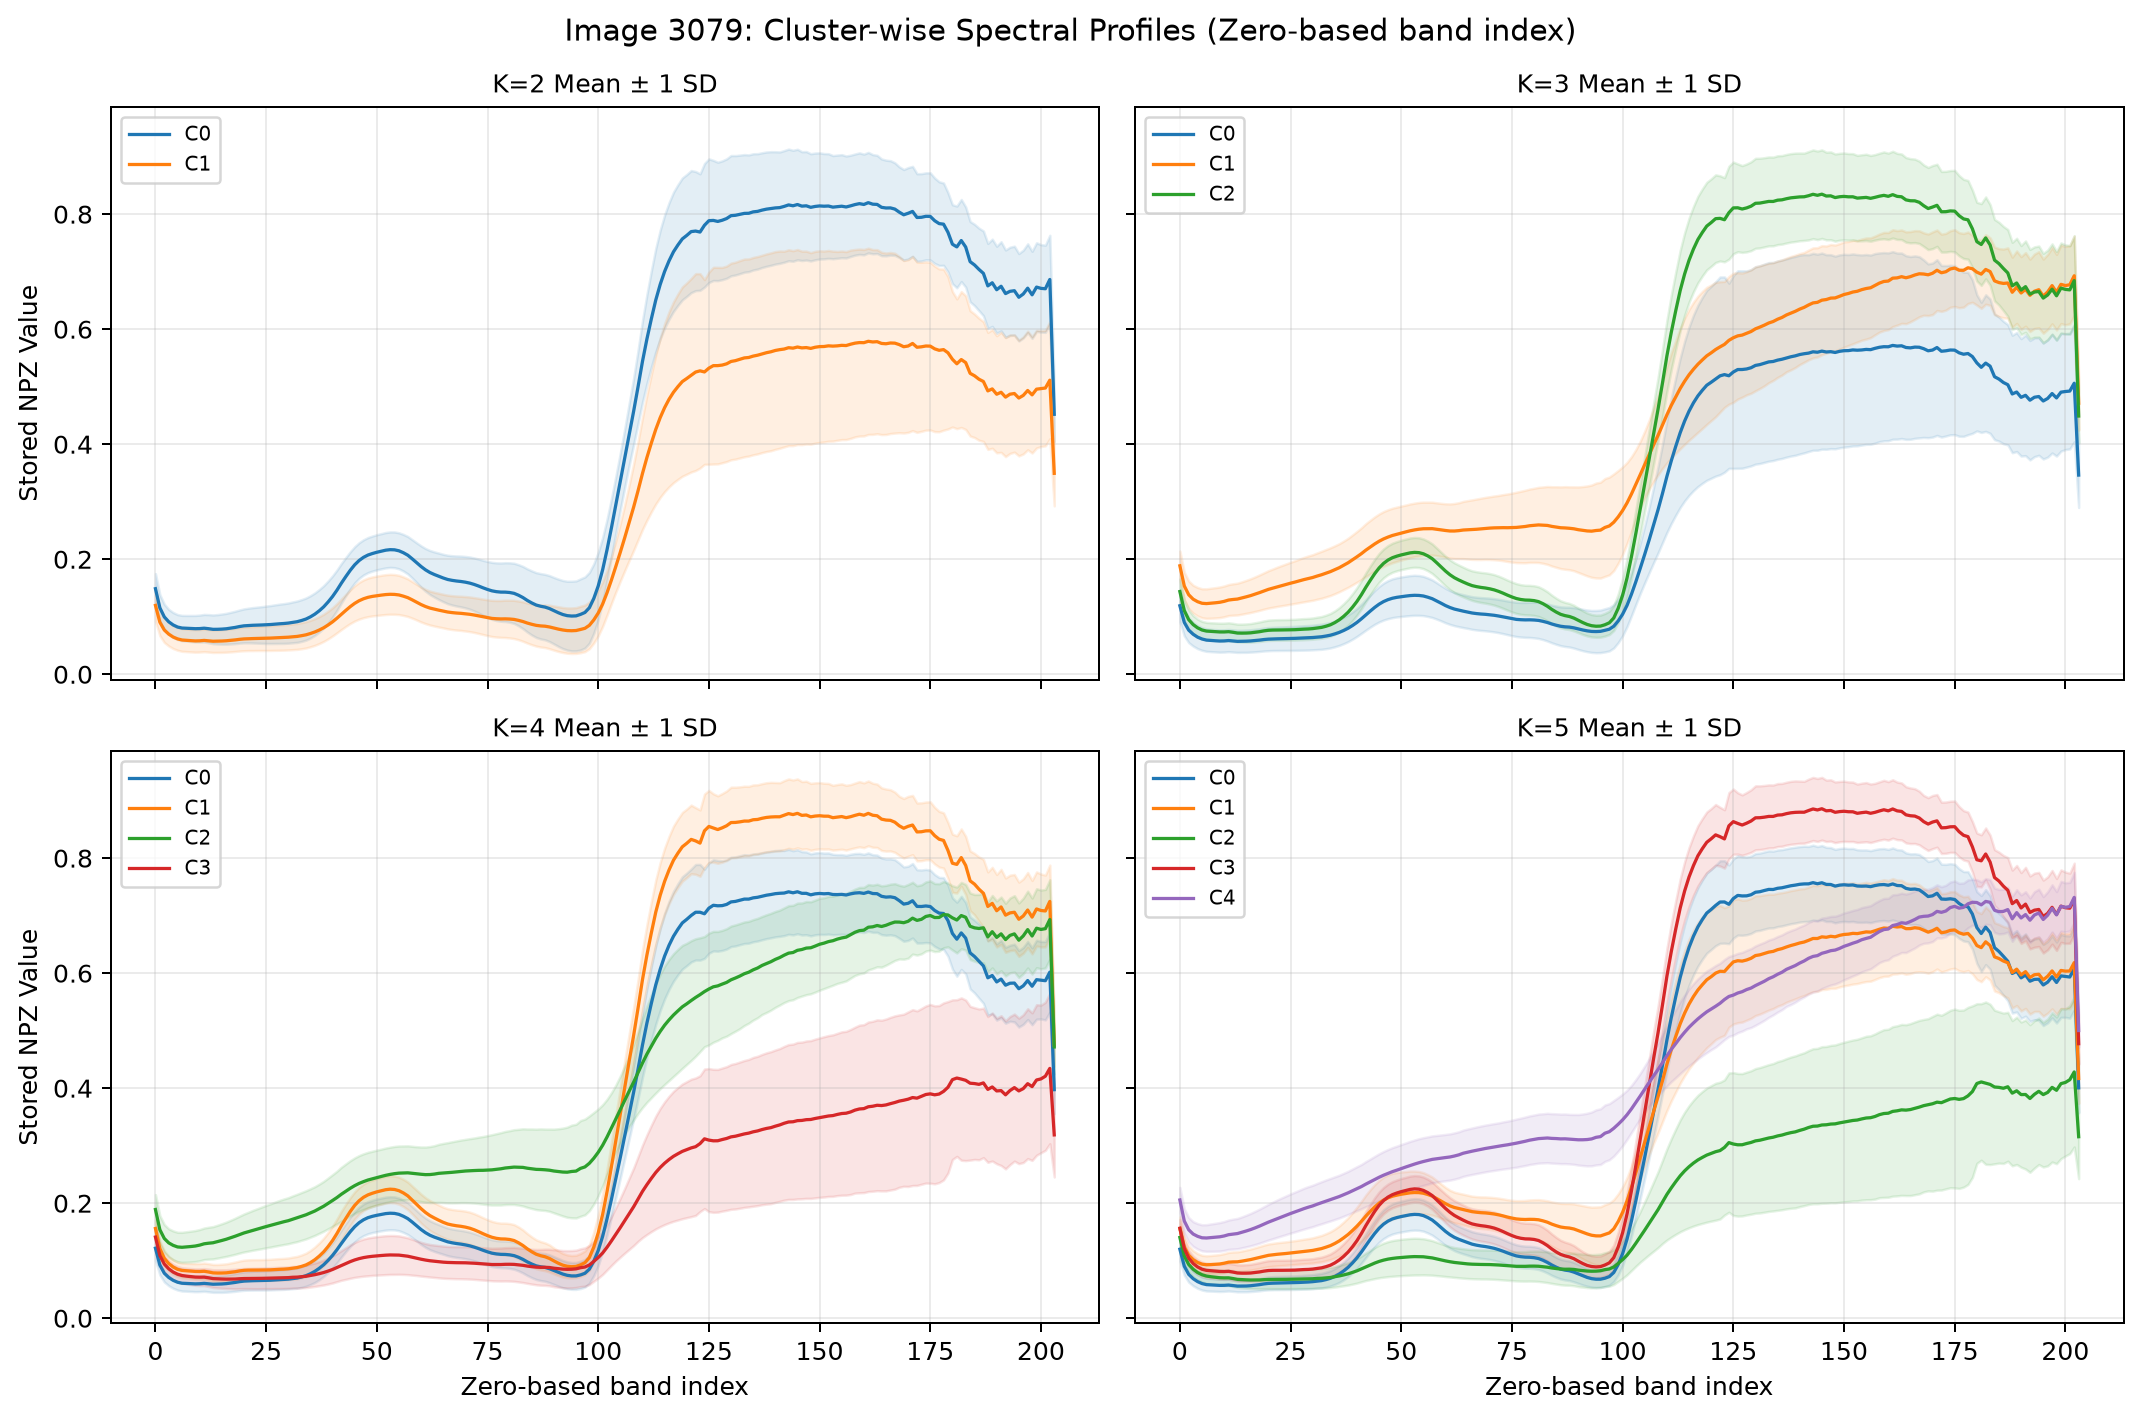 Image 3079: Cluster-wise Spectral Profiles (Zero-based band index)
K=2 Mean ± 1 SD
C0
C1
0.8
0.6
0.4
0.2
0.0
Stored NPZ Value
K=3 Mean ± 1 SD
C0
C1
C2
K=4 Mean ± 1 SD
C0
C1
C2
C3
0.8
0.6
0.4
0.2
0.0
Stored NPZ Value
0 25 50 75 100 125 150 175 200
Zero-based band index
K=5 Mean ± 1 SD
C0
C1
C2
C3
C4
0 25 50 75 100 125 150 175 200
Zero-based band index